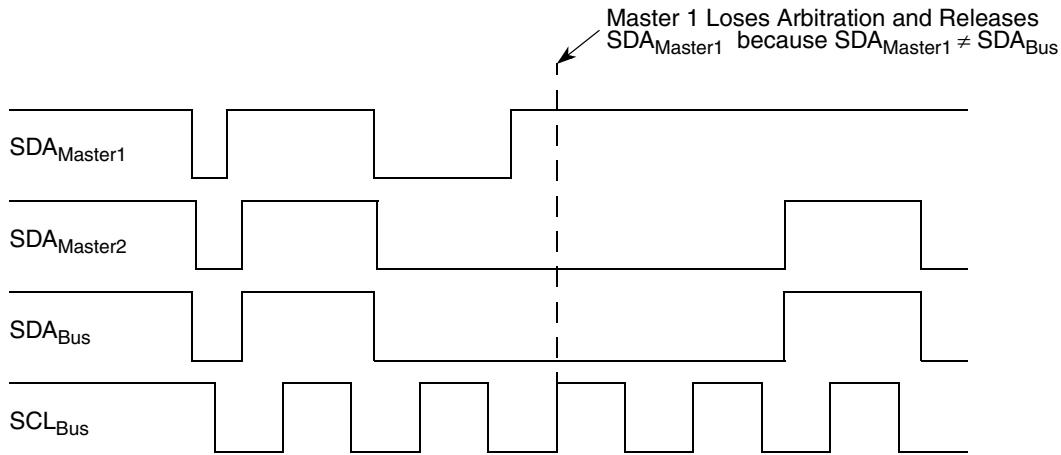 Master 1 Loses Arbitration and Releases
SDAMaster1 because SDAMaster1 ≠ SDABus
SDAMaster1
SDAMaster2
SDABus
SCLBus